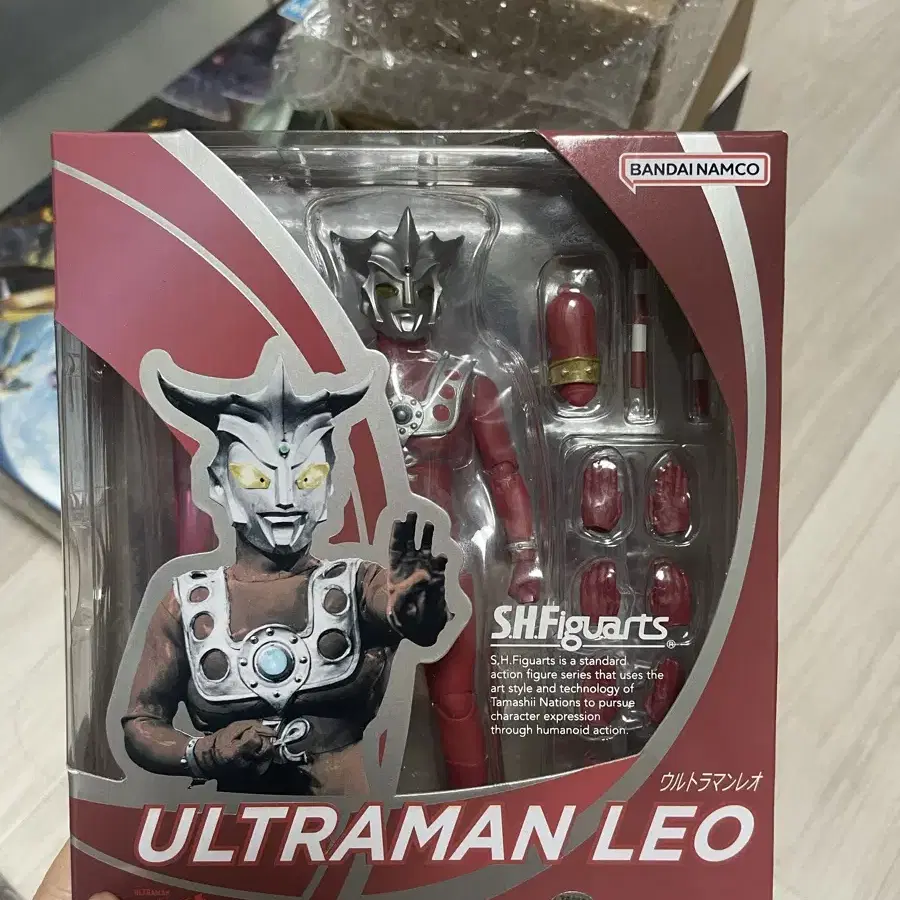 BANDAI NAMCO
S.H.Figuarts®
S.H.Figuarts is a standard
action figure series that uses the
art style and technology of
Tamashii Nations to pursue
character expression
through humanoid action.
ウルトラマンレオ
ULTRAMAN LEO
ULTRAMAN